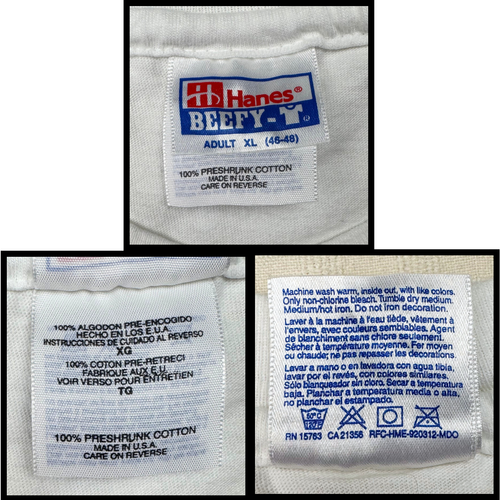 Hanes®
BEEFY-T®
ADULT XL (46-48)
100% PRESHRUNK COTTON
MADE IN U.S.A.
CARE ON REVERSE
100% ALGODON PRE-ENCOGIDO
HECHO EN LOS E.U.A.
INSTRUCCIONES DE CUIDADO AL REVERSO
XG
100% COTON PRE-RETRECI
FABRIQUE AUX E.U
VOIR VERSO POUR ENTRETIEN
TG
100% PRESHRUNK COTTON
MADE IN U.S.A.
CARE ON REVERSE
Machine wash warm, inside out, with like colors.
Only non-chlorine bleach. Tumble dry medium.
Medium/hot iron. Do not iron decoration.
Laver à la machine à l'eau tiède, vêtement à
l'envers, avec couleurs semblables. Agent
de blanchiment sans chlore seulement.
Sécher à température moyenne. Fer moyen
ou chaude; ne pas repasser les decorations.
Lavar a mano o en lavadora con agua tibia,
lavar por el revés, con colores similares.
Sólo blanqueador sin cloro. Secar a temperatura
baja. Planchar a temperatura media o alta,
no planchar el estampado.
50°C
RN 15763 CA 21356 RFC-HME-920312-MDO